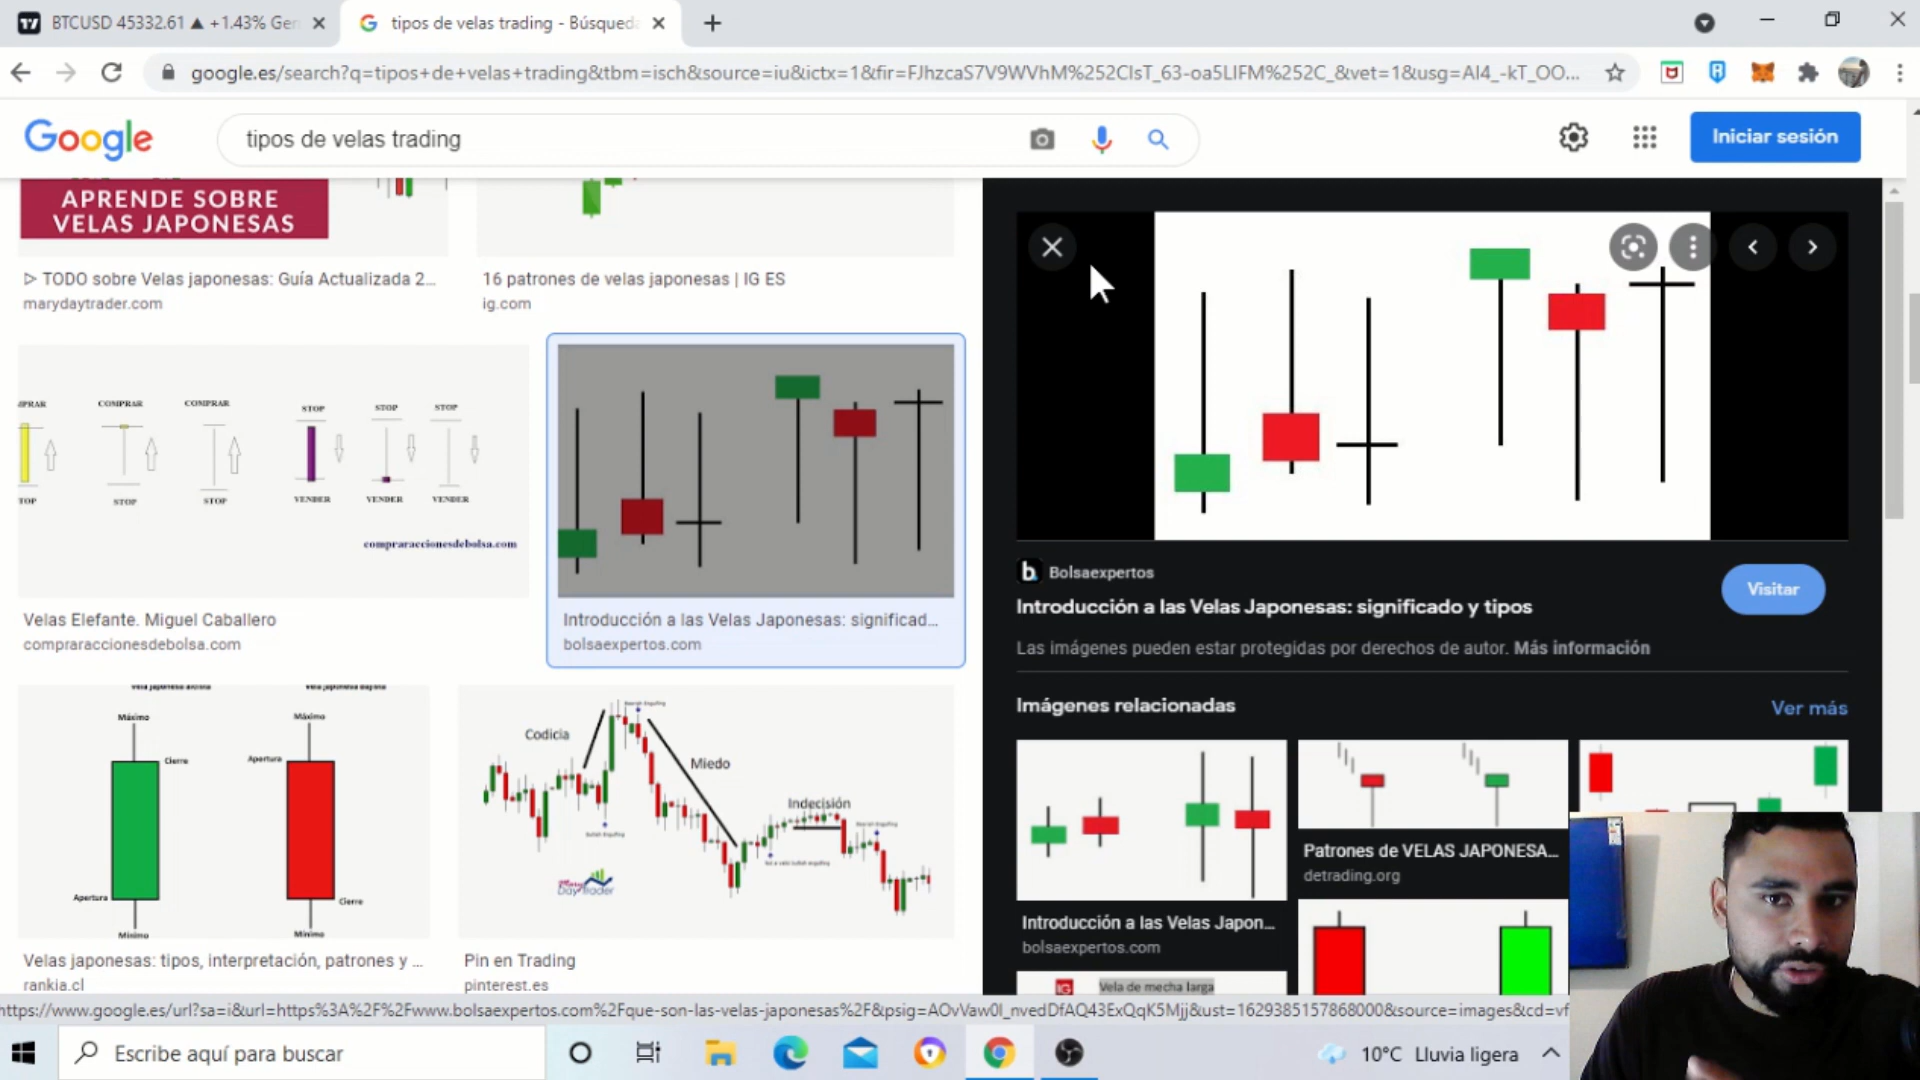 BTCUSD 45332.61 ▲ +1.43% Gen
tipos de velas trading - Búsqueda
google.es/search?q=tipos+de+velas+trading&tbm=isch&source=iu&ictx=1&fir=FJhzcaS7V9WVhM%252CIsT_63-oa5LIFM%252C_&vet=1&usg=AI4_-kT_OO...
Google
tipos de velas trading
Iniciar sesión
APRENDE SOBRE
VELAS JAPONESAS
▷ TODO sobre Velas japonesas: Guía Actualizada 2...
marydaytrader.com
16 patrones de velas japonesas | IG ES
ig.com
COMPRAR
COMPRAR
STOP
STOP
STOP
STOP
STOP
VENDER
VENDER
VENDER
compraraccionesdebolsa.com
Velas Elefante. Miguel Caballero
compraraccionesdebolsa.com
Introducción a las Velas Japonesas: significad...
bolsaexpertos.com
Bolsaexpertos
Visitar
Introducción a las Velas Japonesas: significado y tipos
Las imágenes pueden estar protegidas por derechos de autor. Más información
Imágenes relacionadas
Ver más
Máximo
Máximo
Cierre
Apertura
Apertura
Cierre
Mínimo
Mínimo
Velas japonesas: tipos, interpretación, patrones y ...
rankia.cl
Codicia
Miedo
Indecisión
Day Trader
Pin en Trading
pinterest.es
Introducción a las Velas Japon...
bolsaexpertos.com
Patrones de VELAS JAPONESA...
detrading.org
IG
Vela de mecha larga
https://www.google.es/url?sa=i&url=https%3A%2F%2Fwww.bolsaexpertos.com%2Fque-son-las-velas-japonesas%2F&psig=AOvVaw0I_nvedDfAQ43ExQqK5Mjj&ust=1629385157868000&source=images&cd=vf
Escribe aquí para buscar
10°C Lluvia ligera